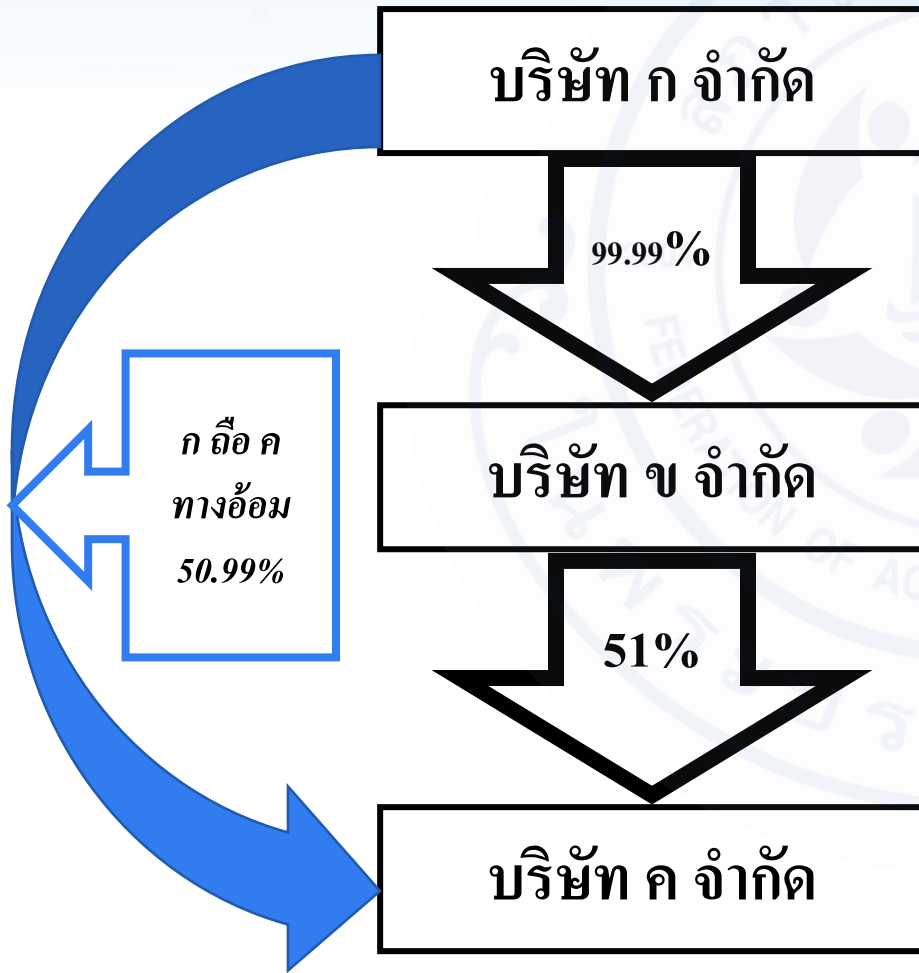 บริษัท ก จำกัด
99.99%
ก ถือ ค
ทางอ้อม
50.99%
บริษัท ข จำกัด
51%
บริษัท ค จำกัด